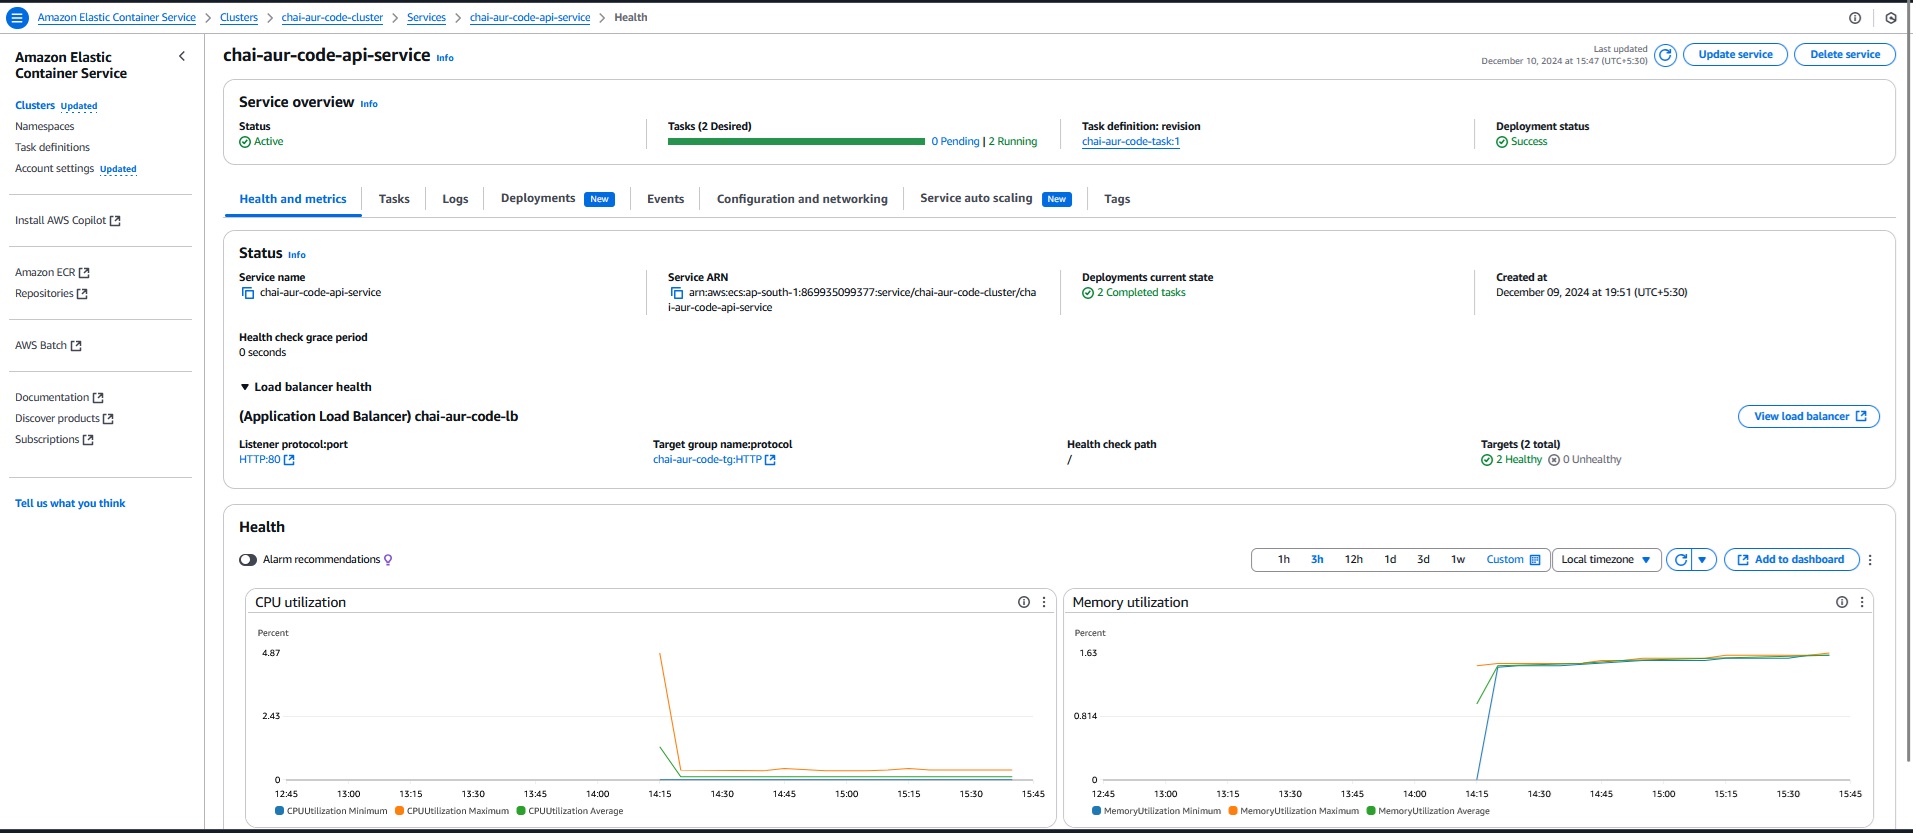 Amazon Elastic Container Service > Clusters > chai-aur-code-cluster > Services > chai-aur-code-api-service > Health
Amazon Elastic
Container Service
Clusters Updated
Namespaces
Task definitions
Account settings Updated
Install AWS Copilot
Amazon ECR
Repositories
AWS Batch
Documentation
Discover products
Subscriptions
Tell us what you think
chai-aur-code-api-service Info
Last updated
December 10, 2024 at 15:47 (UTC+5:30)
Update service
Delete service
Service overview Info
Status
Active
Tasks (2 Desired)
0 Pending | 2 Running
Task definition: revision
chai-aur-code-task:1
Deployment status
Success
Health and metrics
Tasks
Logs
Deployments New
Events
Configuration and networking
Service auto scaling New
Tags
Status Info
Service name
chai-aur-code-api-service
Service ARN
arn:aws:ecs:ap-south-1:869935099377:service/chai-aur-code-cluster/cha
i-aur-code-api-service
Deployments current state
2 Completed tasks
Created at
December 09, 2024 at 19:51 (UTC+5:30)
Health check grace period
0 seconds
Load balancer health
(Application Load Balancer) chai-aur-code-lb
View load balancer
Listener protocol:port
HTTP:80
Target group name:protocol
chai-aur-code-tg:HTTP
Health check path
/
Targets (2 total)
2 Healthy 0 Unhealthy
Health
Alarm recommendations
1h 3h 12h 1d 3d 1w Custom
Local timezone
Add to dashboard
CPU utilization
Percent
4.87
2.43
0
12:45 13:00 13:15 13:30 13:45 14:00 14:15 14:30 14:45 15:00 15:15 15:30 15:45
CPUUtilization Minimum CPUUtilization Maximum CPUUtilization Average
Memory utilization
Percent
1.63
0.814
0
12:45 13:00 13:15 13:30 13:45 14:00 14:15 14:30 14:45 15:00 15:15 15:30 15:45
MemoryUtilization Minimum MemoryUtilization Maximum MemoryUtilization Average